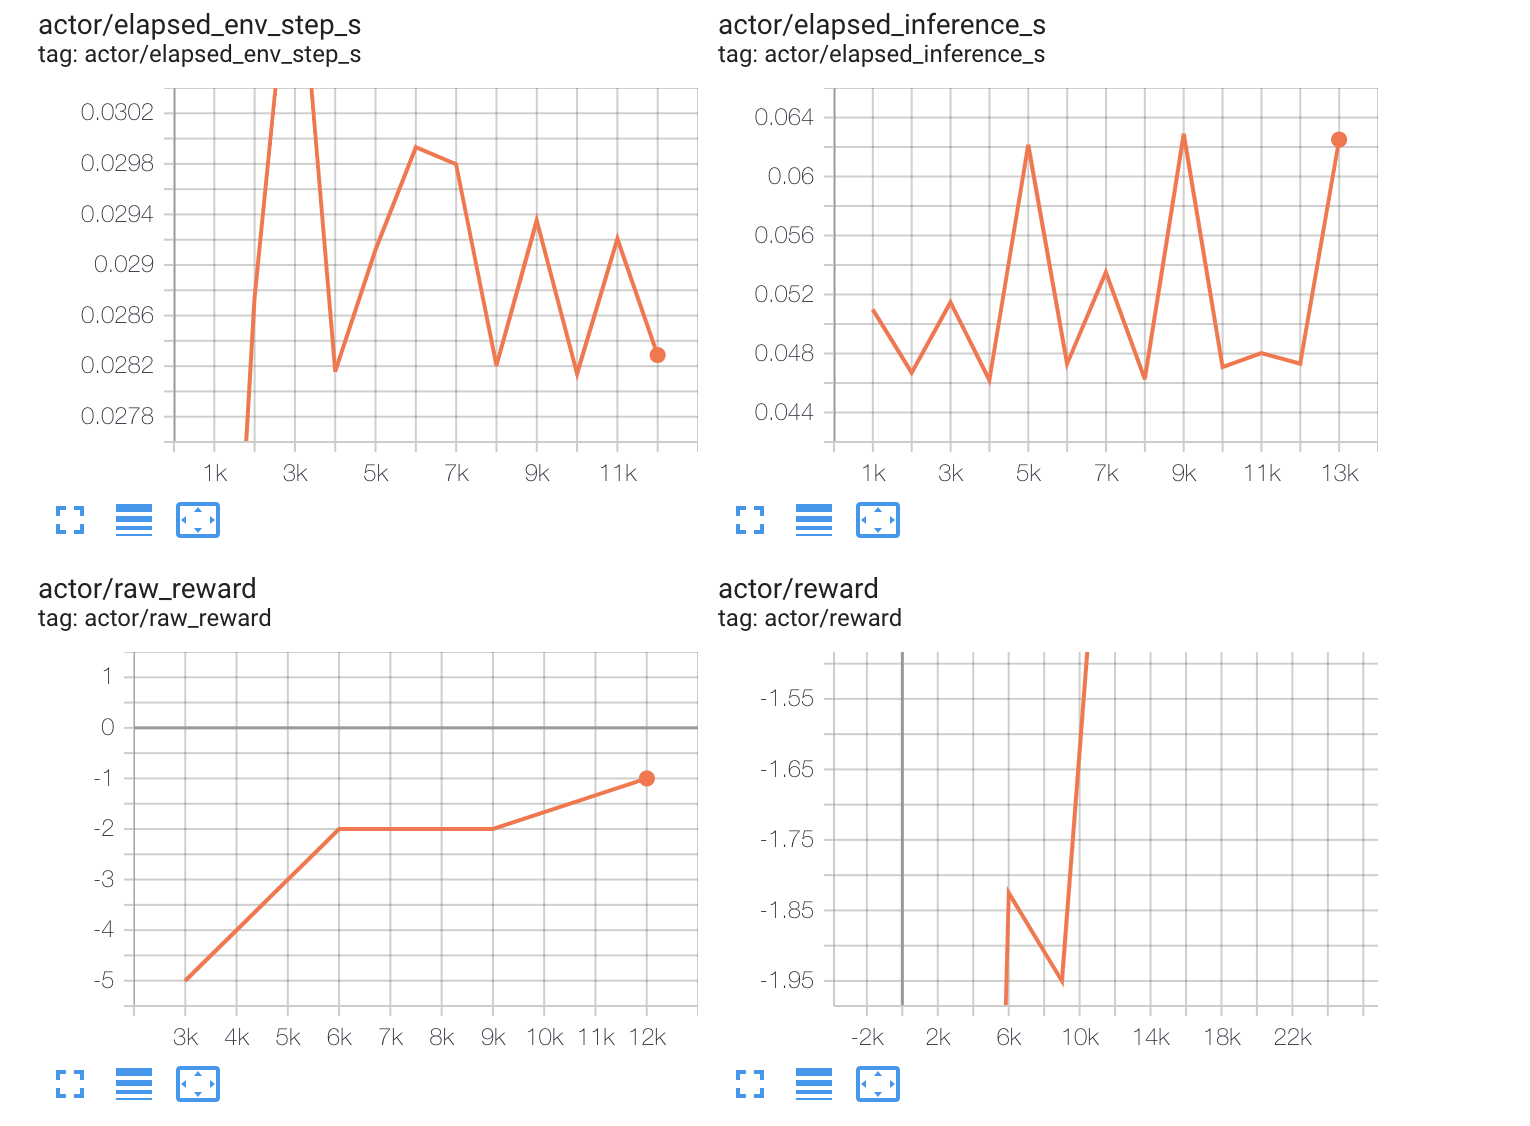 actor/elapsed_env_step_s
tag: actor/elapsed_env_step_s
0.0302
0.0298
0.0294
0.029
0.0286
0.0282
0.0278
1k 3k 5k 7k 9k 11k
actor/elapsed_inference_s
tag: actor/elapsed_inference_s
0.064
0.06
0.056
0.052
0.048
0.044
1k 3k 5k 7k 9k 11k 13k
actor/raw_reward
tag: actor/raw_reward
1
0
-1
-2
-3
-4
-5
3k 4k 5k 6k 7k 8k 9k 10k 11k 12k
actor/reward
tag: actor/reward
-1.55
-1.65
-1.75
-1.85
-1.95
-2k 2k 6k 10k 14k 18k 22k